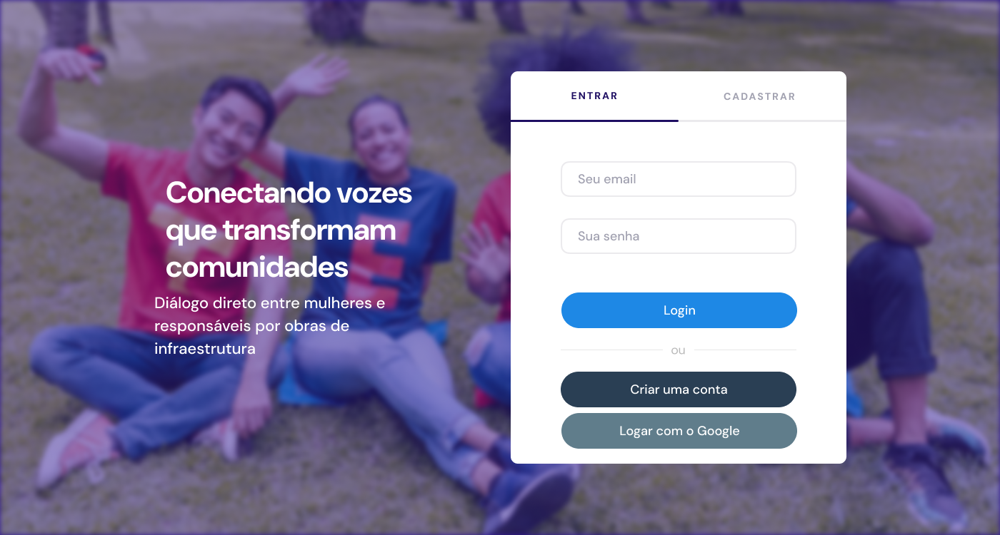 Conectando vozes
que transformam
comunidades
Diálogo direto entre mulheres e
responsáveis por obras de
infraestrutura
ENTRAR
CADASTRAR
Seu email
Sua senha
Login
ou
Criar uma conta
Logar com o Google